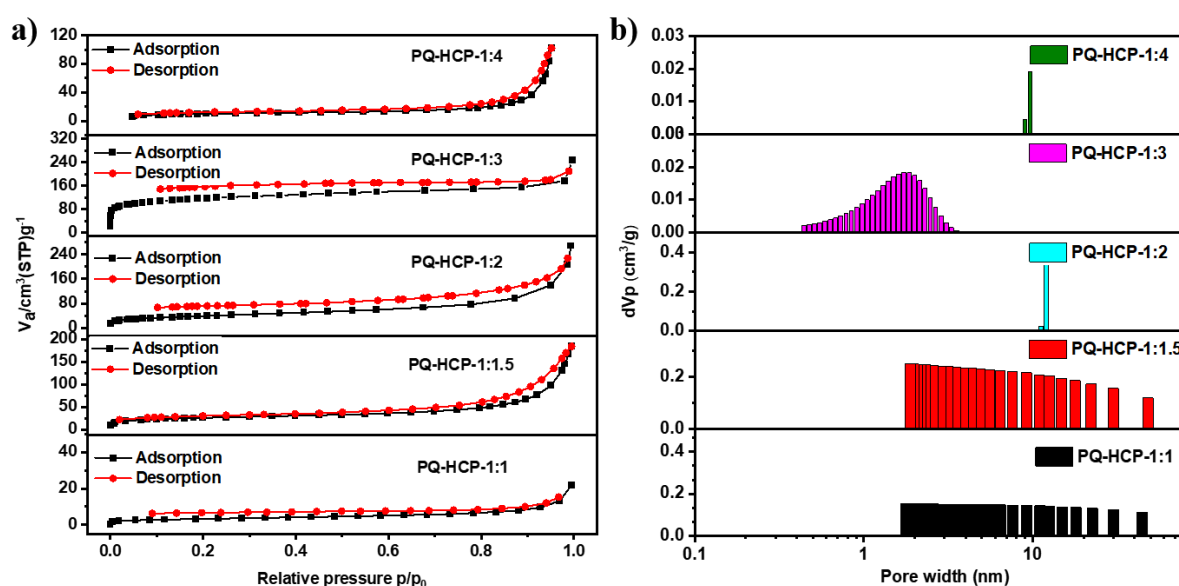 a)
Va/cm³(STP)g⁻¹
120
80
40
0
Adsorption
Desorption
PQ-HCP-1:4
320
240
160
80
0
Adsorption
Desorption
PQ-HCP-1:3
240
160
80
0
Adsorption
Desorption
PQ-HCP-1:2
200
150
100
50
0
Adsorption
Desorption
PQ-HCP-1:1.5
40
20
0
Adsorption
Desorption
PQ-HCP-1:1
0.0 0.2 0.4 0.6 0.8 1.0
Relative pressure p/p₀
b)
dVp (cm³/g)
0.03
0.02
0.01
PQ-HCP-1:4
0.01
0.00
PQ-HCP-1:3
0.4
0.2
0.0
PQ-HCP-1:2
0.2
0.0
PQ-HCP-1:1.5
0.4
0.2
0.0
PQ-HCP-1:1
0.1 1 10
Pore width (nm)